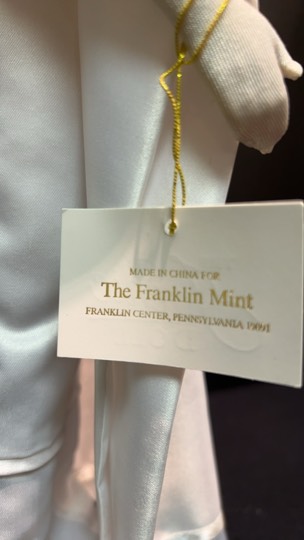 MADE IN CHINA FOR
The Franklin Mint
FRANKLIN CENTER, PENNSYLVANIA 19091